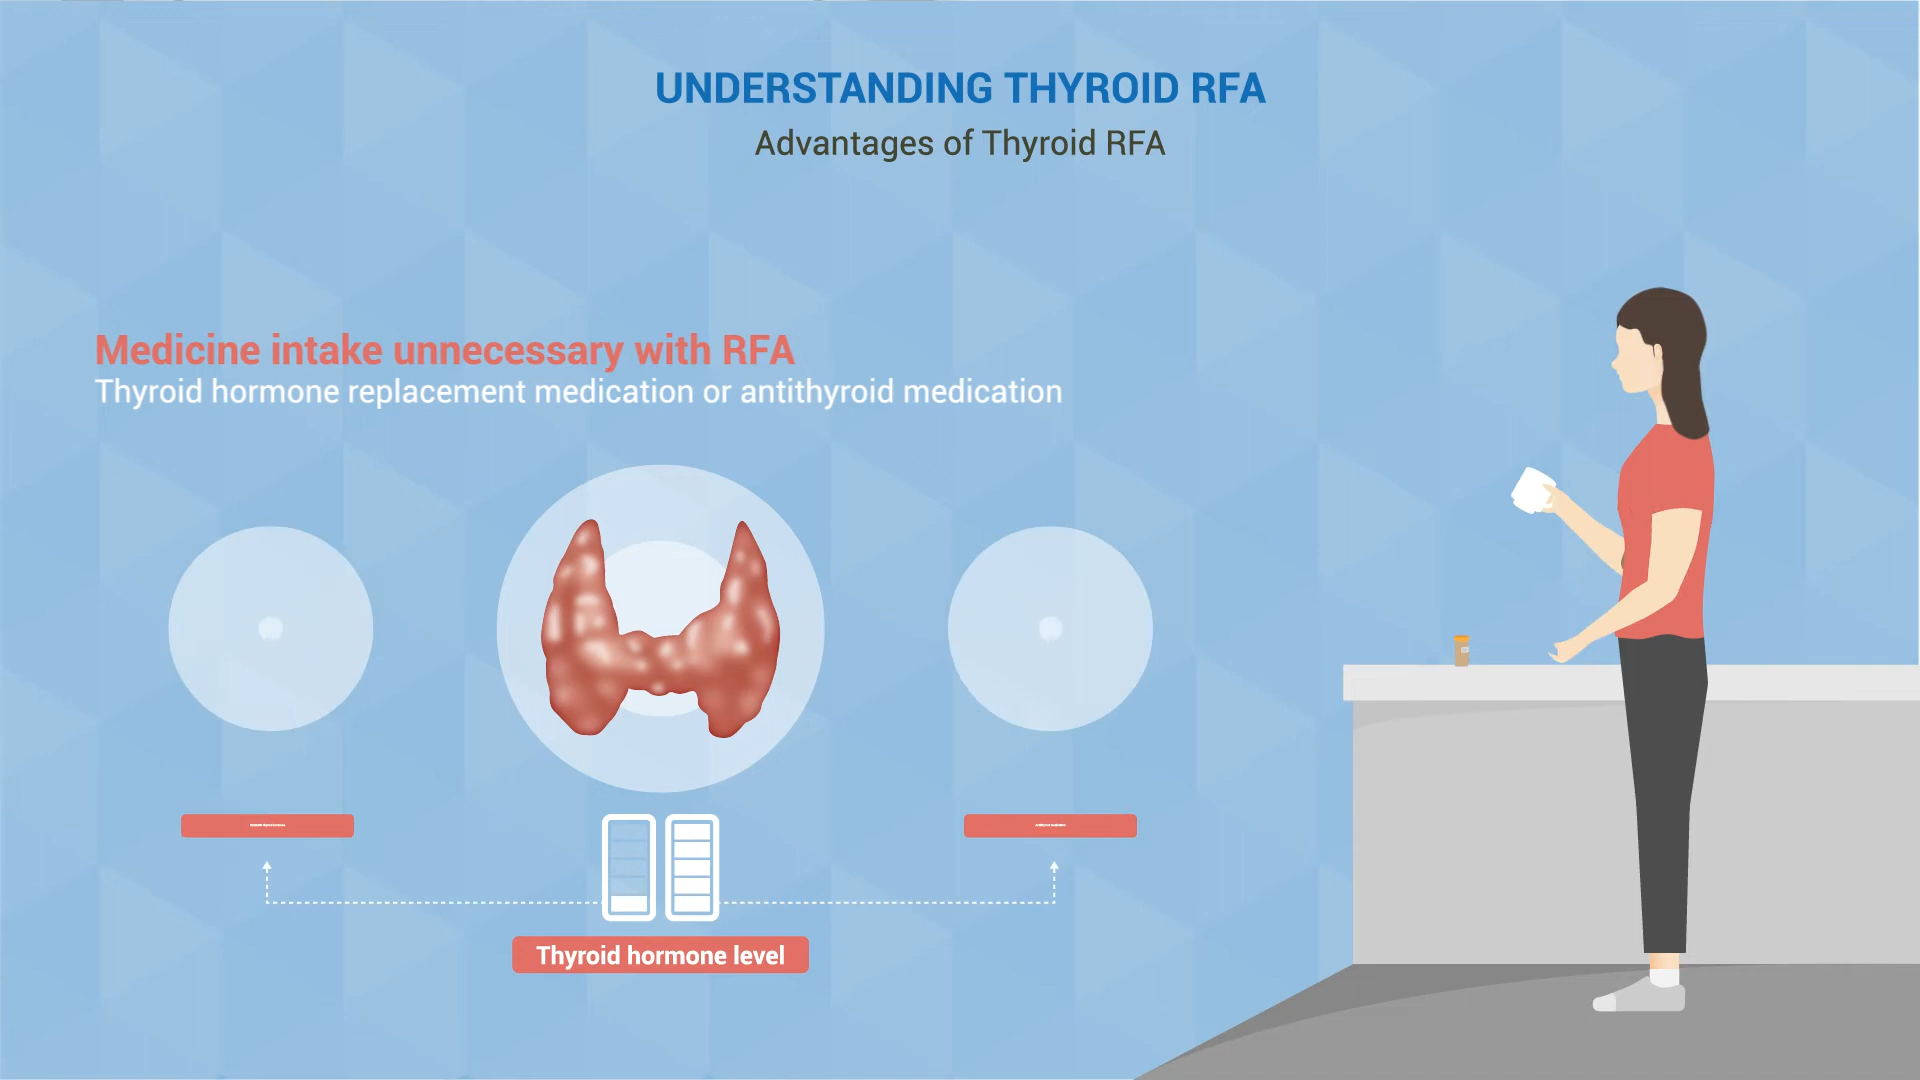 UNDERSTANDING THYROID RFA
Advantages of Thyroid RFA
Medicine intake unnecessary with RFA
Thyroid hormone replacement medication or antithyroid medication
Thyroid hormone level